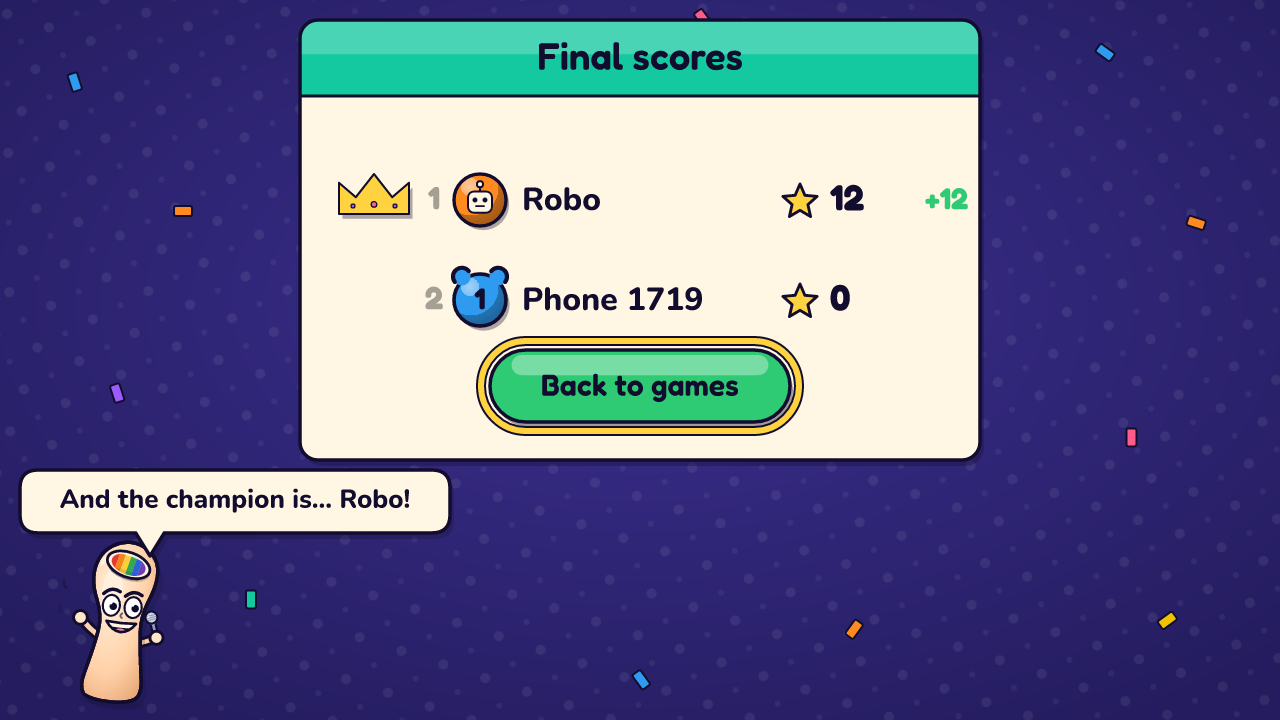 Final scores
1 Robo 12 +12
2 1 Phone 1719 0
Back to games
And the champion is... Robo!